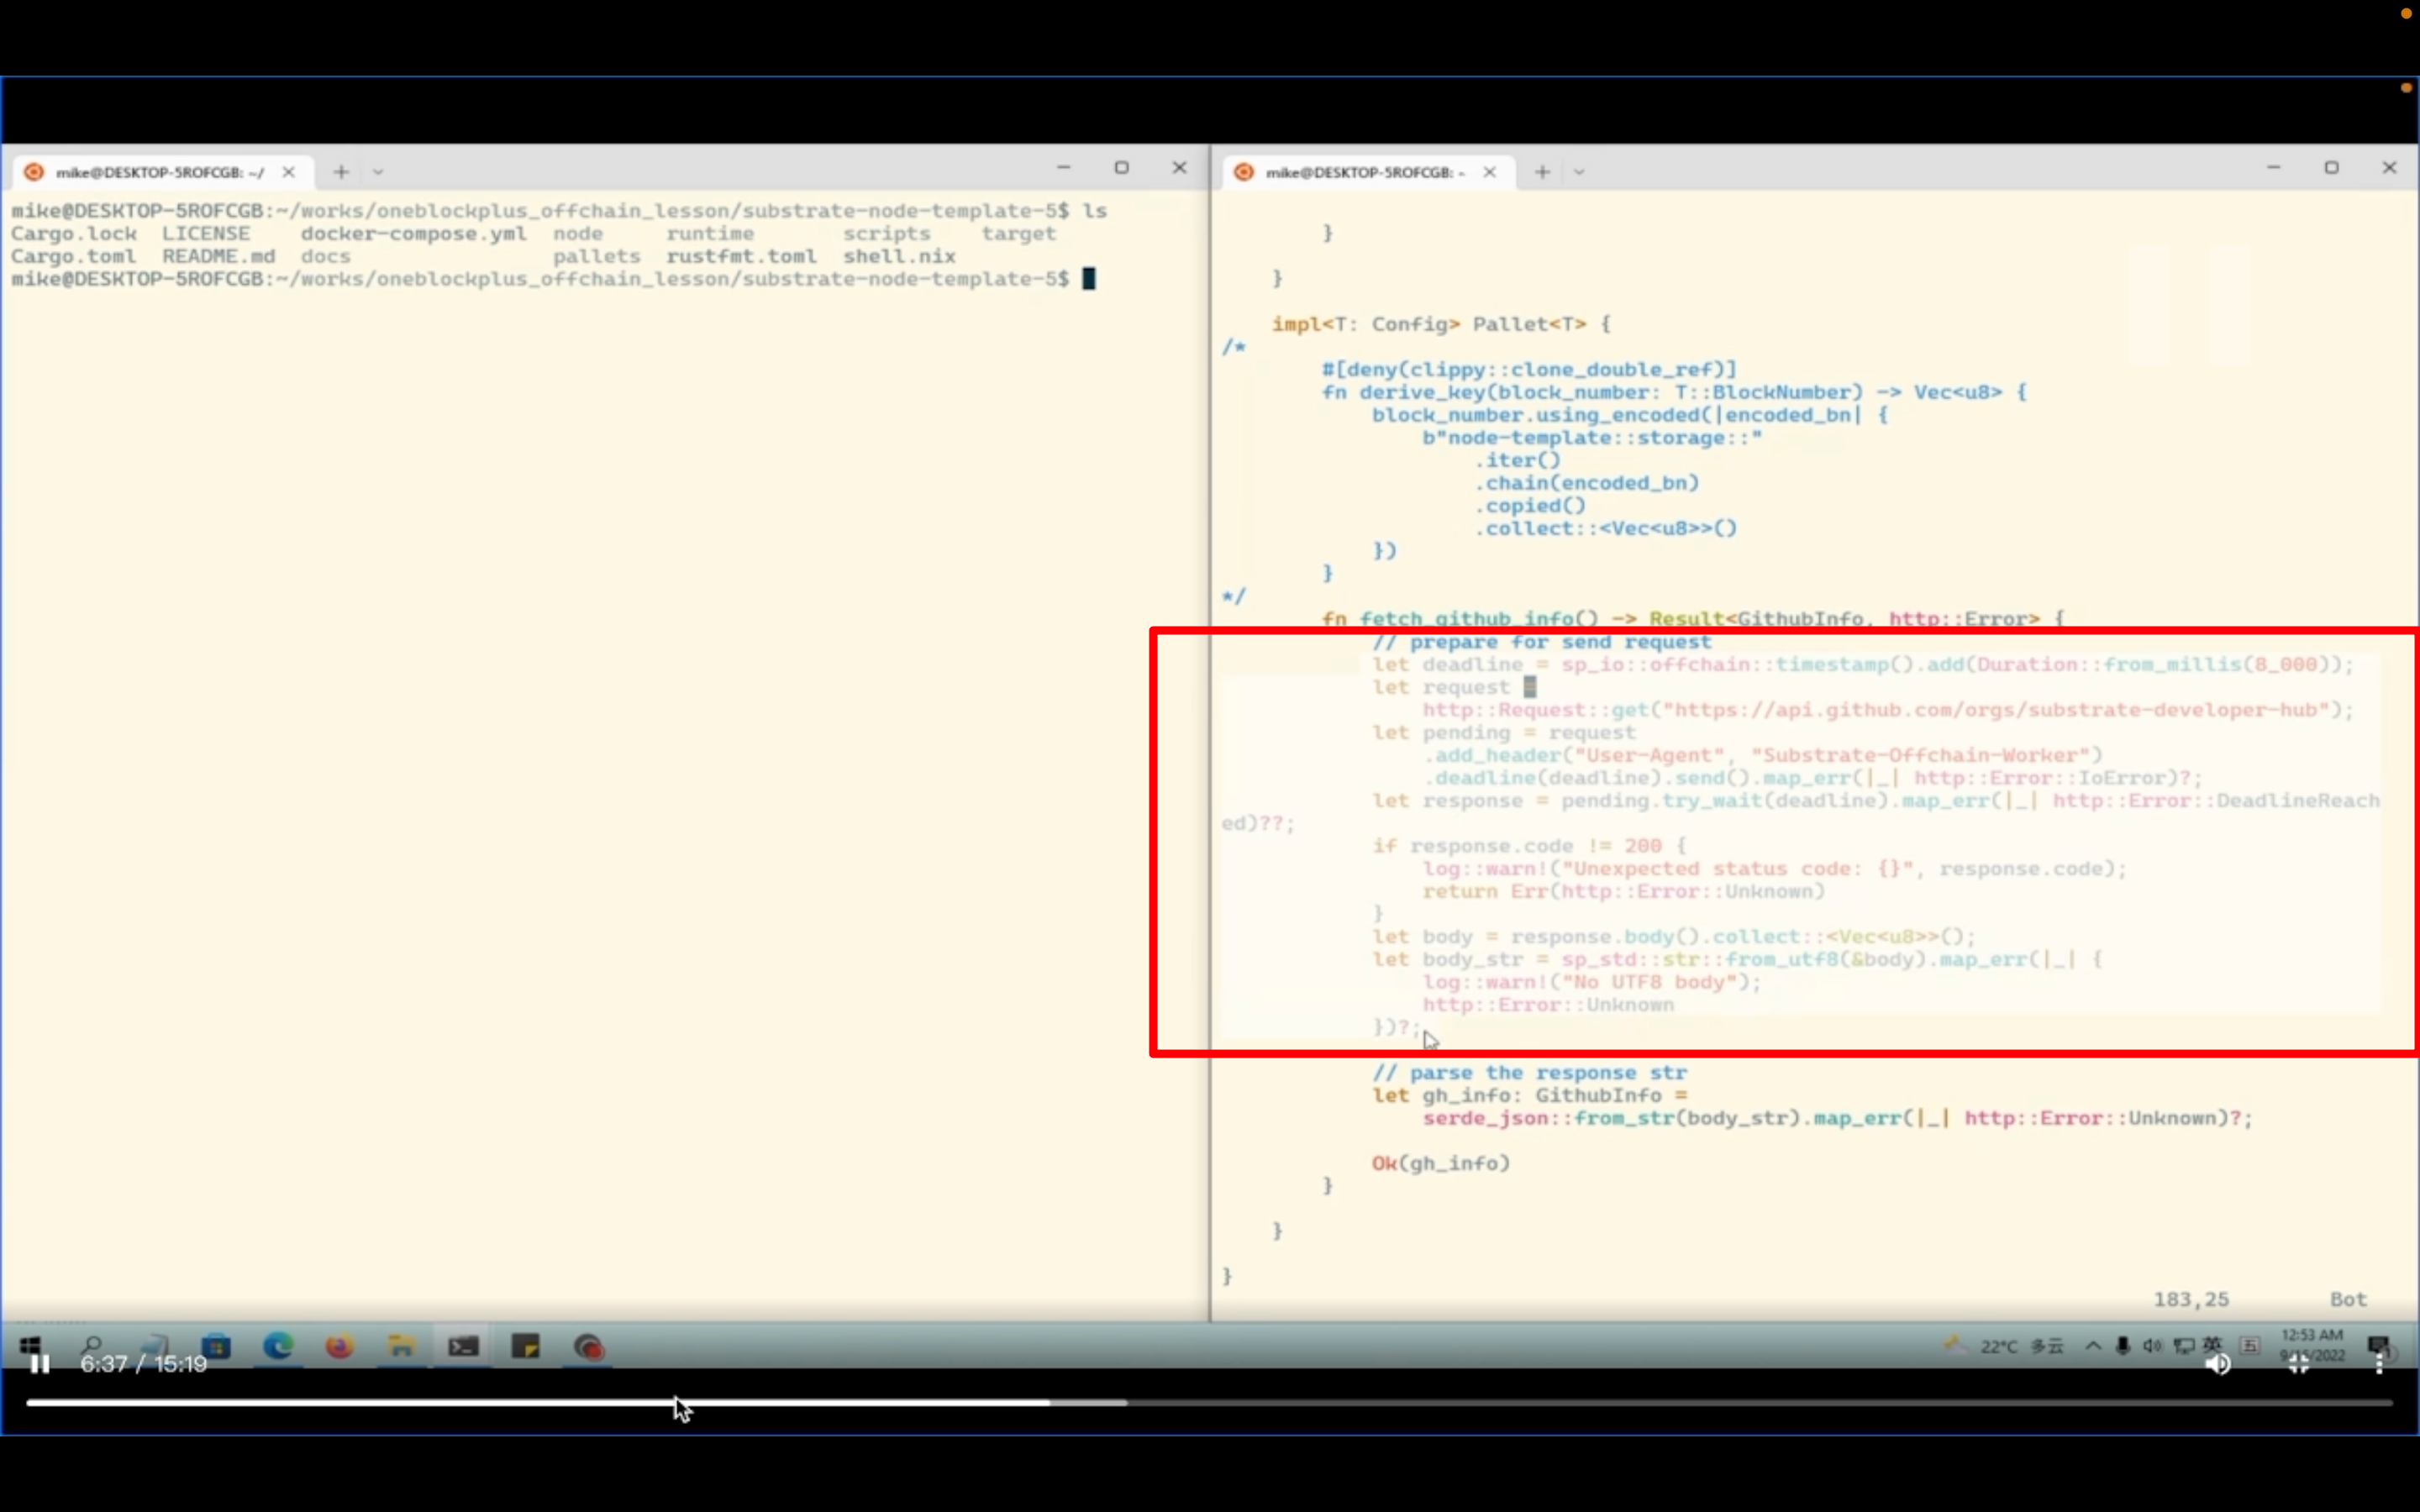 mike@DESKTOP-5ROFCGB: ~/
mike@DESKTOP-5ROFCGB:~/works/oneblockplus_offchain_lesson/substrate-node-template-5$ ls
Cargo.lock  LICENSE    docker-compose.yml  node     runtime       scripts    target
Cargo.toml  README.md  docs                pallets  rustfmt.toml  shell.nix
mike@DESKTOP-5ROFCGB:~/works/oneblockplus_offchain_lesson/substrate-node-template-5$
mike@DESKTOP-5ROFCGB: ~
        }
    }
    impl<T: Config> Pallet<T> {
/*
        #[deny(clippy::clone_double_ref)]
        fn derive_key(block_number: T::BlockNumber) -> Vec<u8> {
            block_number.using_encoded(|encoded_bn| {
                b"node-template::storage::"
                    .iter()
                    .chain(encoded_bn)
                    .copied()
                    .collect::<Vec<u8>>()
            })
        }
*/
        fn fetch_github_info() -> Result<GithubInfo, http::Error> {
            // prepare for send request
            let deadline = sp_io::offchain::timestamp().add(Duration::from_millis(8_000));
            let request =
                http::Request::get("https://api.github.com/orgs/substrate-developer-hub");
            let pending = request
                .add_header("User-Agent", "Substrate-Offchain-Worker")
                .deadline(deadline).send().map_err(|_| http::Error::IoError)?;
            let response = pending.try_wait(deadline).map_err(|_| http::Error::DeadlineReach
ed)??;
            if response.code != 200 {
                log::warn!("Unexpected status code: {}", response.code);
                return Err(http::Error::Unknown)
            }
            let body = response.body().collect::<Vec<u8>>();
            let body_str = sp_std::str::from_utf8(&body).map_err(|_| {
                log::warn!("No UTF8 body");
                http::Error::Unknown
            })?;
            // parse the response str
            let gh_info: GithubInfo =
                serde_json::from_str(body_str).map_err(|_| http::Error::Unknown)?;
            Ok(gh_info)
        }
    }
}
183,25    Bot
22°C 多云 英 五 12:53 AM
9/15/2022
6:37 / 15:19